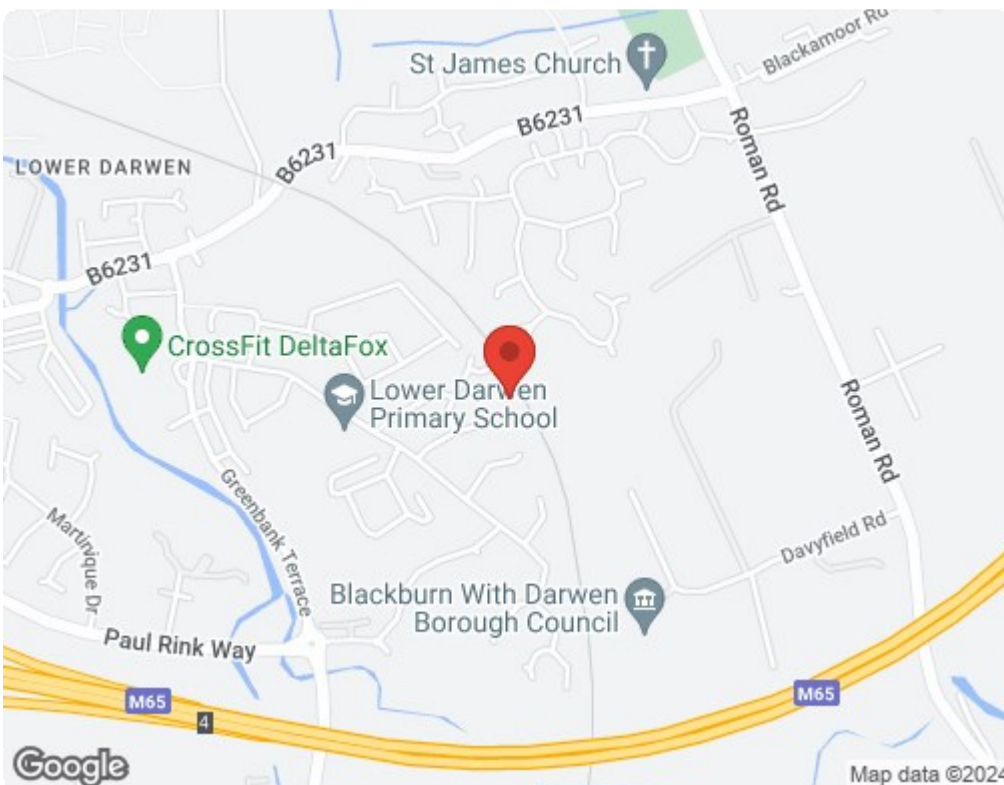 St James Church
Blackamoor Rd
B6231
Roman Rd
B6231
LOWER DARWEN
B6231
CrossFit DeltaFox
Lower Darwen
Primary School
Roman Rd
Greenbank Terrace
Martinique Dr
Davyfield Rd
Blackburn With Darwen
Borough Council
Paul Rink Way
M65
M65
4
Google
Map data ©2024